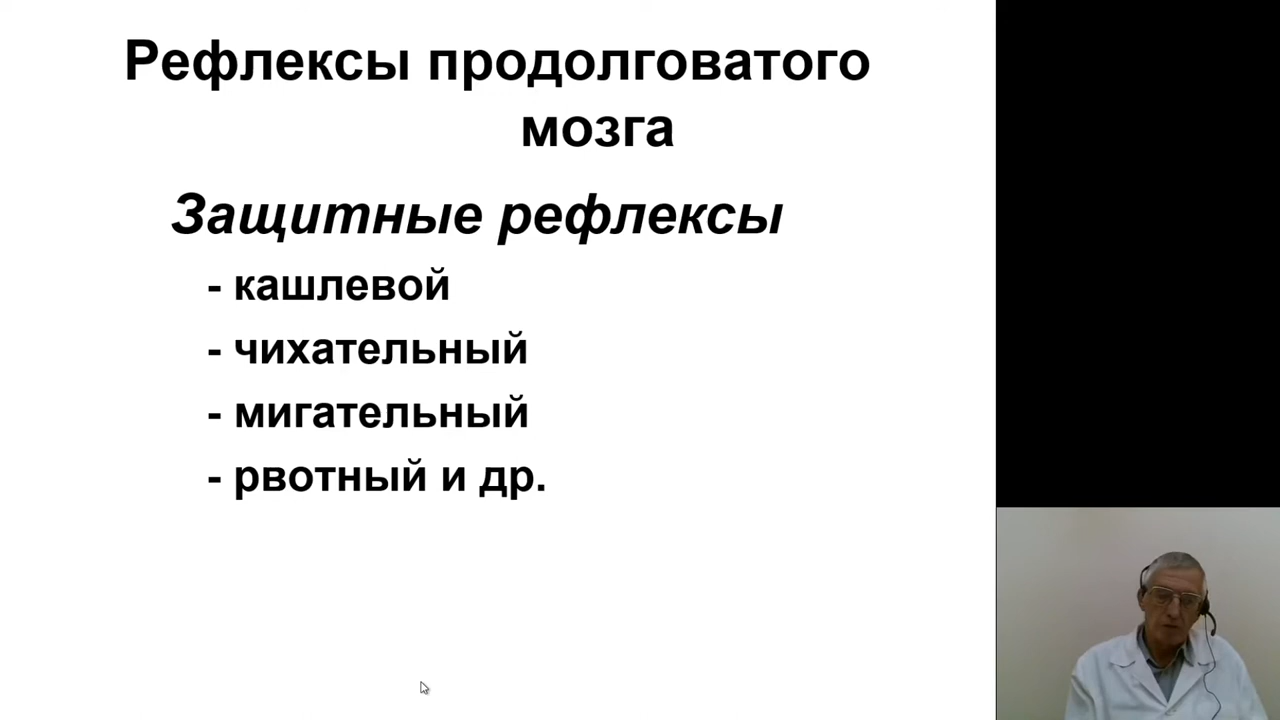 Рефлексы продолговатого
мозга
Защитные рефлексы
- кашлевой
- чихательный
- мигательный
- рвотный и др.